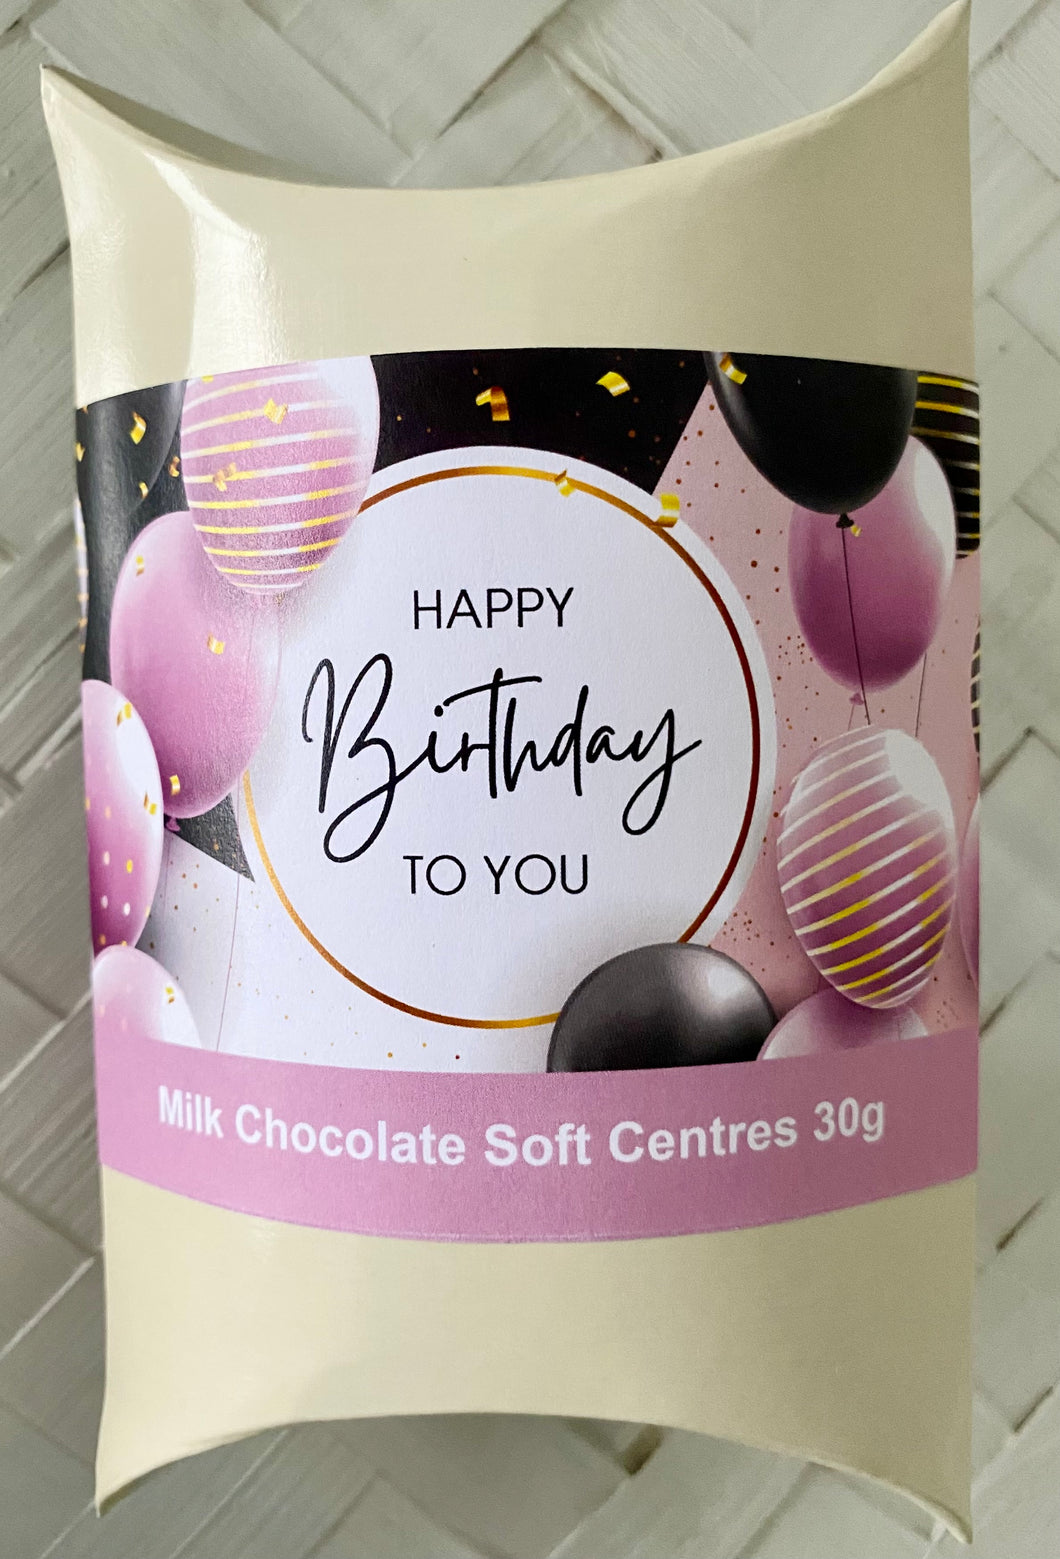 HAPPY
Birthday
TO YOU
Milk Chocolate Soft Centres 30g